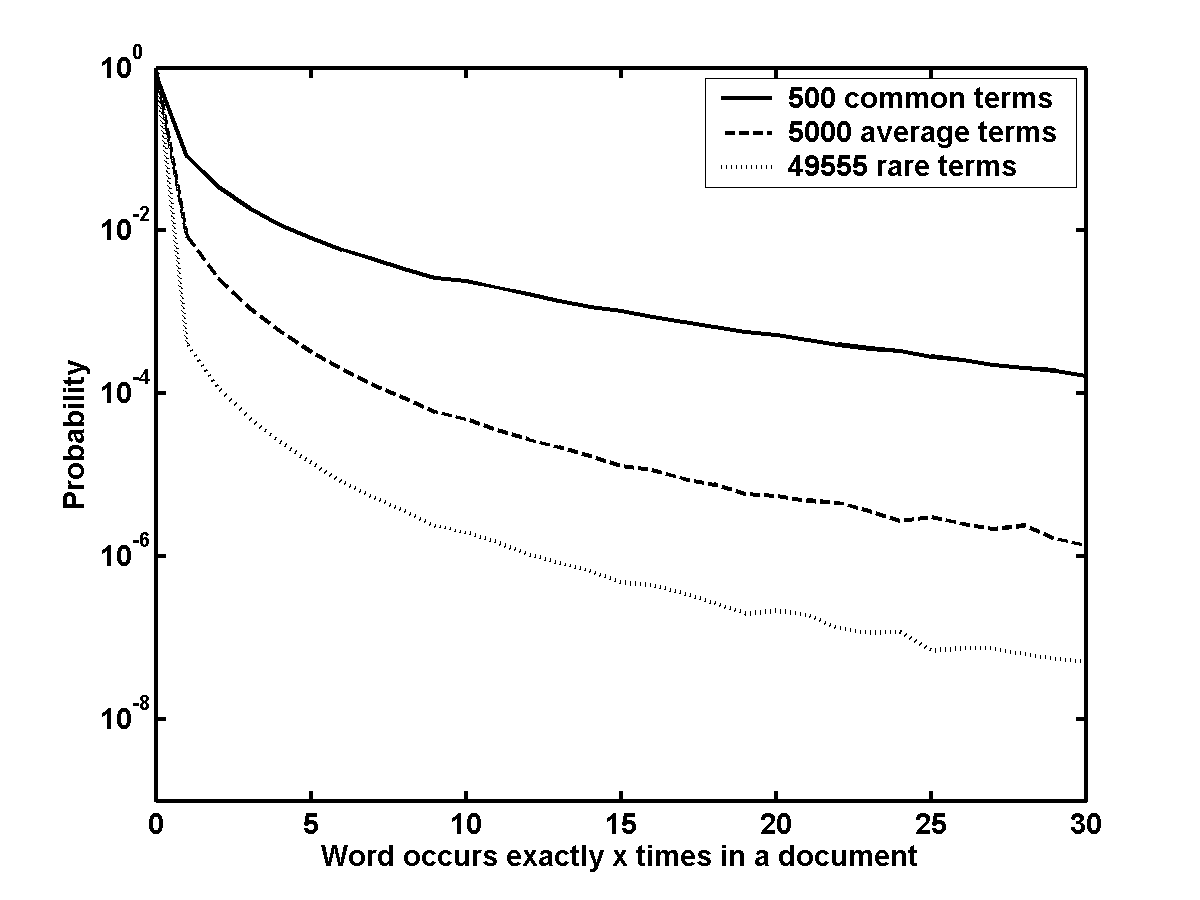 10^0
10^-2
10^-4
10^-6
10^-8
Probability
500 common terms
5000 average terms
49555 rare terms
0 5 10 15 20 25 30
Word occurs exactly x times in a document